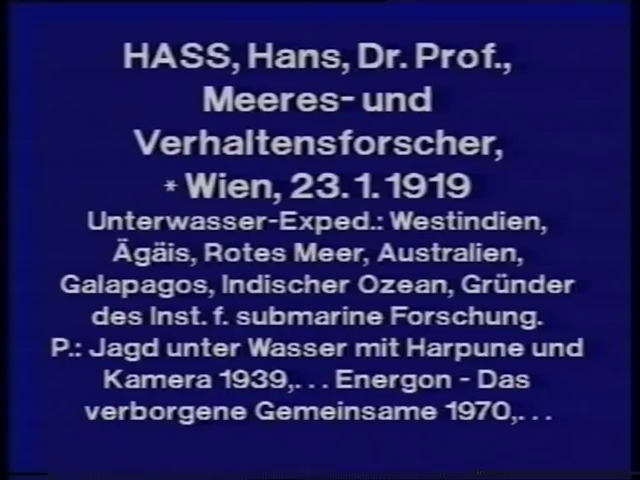 HASS, Hans, Dr. Prof.,
Meeres- und
Verhaltensforscher,
* Wien, 23. 1. 1919
Unterwasser-Exped.: Westindien,
Ägäis, Rotes Meer, Australien,
Galapagos, Indischer Ozean, Gründer
des Inst. f. submarine Forschung.
P.: Jagd unter Wasser mit Harpune und
Kamera 1939,... Energon - Das
verborgene Gemeinsame 1970,...